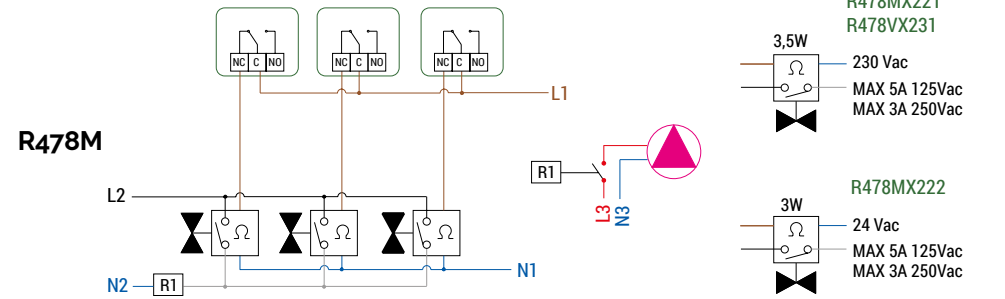 NC C NO
NC C NO
NC C NO
L1
R478M
L2
Ω
Ω
Ω
N1
N2
R1
R1
L3
N3
R478MX221
R478VX231
3,5W
Ω
230 Vac
MAX 5A 125Vac
MAX 3A 250Vac
R478MX222
3W
Ω
24 Vac
MAX 5A 125Vac
MAX 3A 250Vac